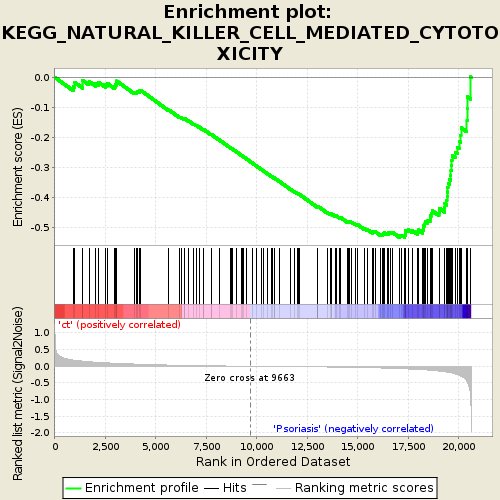 Enrichment plot:
KEGG_NATURAL_KILLER_CELL_MEDIATED_CYTOTO
XICITY
Enrichment score (ES)
0.0
-0.1
-0.2
-0.3
-0.4
-0.5
'ct' (positively correlated)
Ranked list metric (Signal2Noise)
1.0
0.5
0.0
-0.5
-1.0
-1.5
-2.0
Zero cross at 9663
'Psoriasis' (negatively correlated)
0 2,500 5,000 7,500 10,000 12,500 15,000 17,500 20,000
Rank in Ordered Dataset
Enrichment profile Hits Ranking metric scores